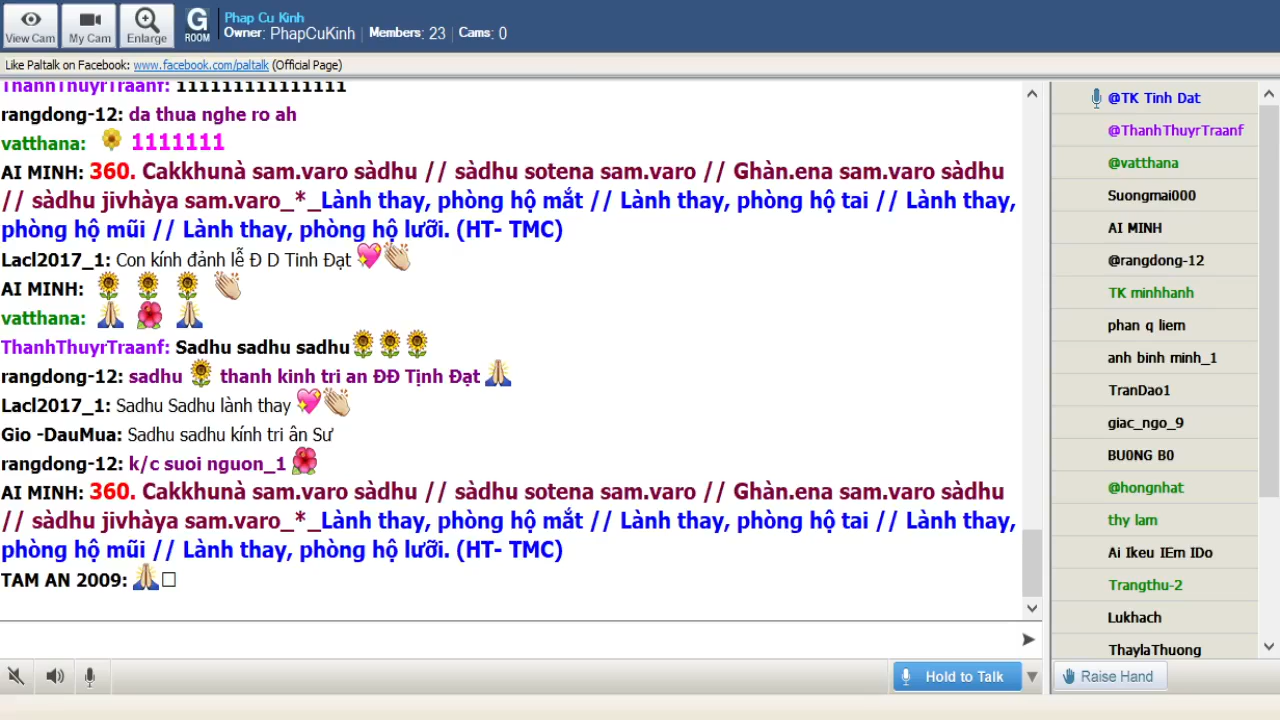 View Cam
My Cam
Enlarge
G
ROOM
Phap Cu Kinh
Owner: PhapCuKinh | Members: 23 | Cams: 0
Like Paltalk on Facebook: www.facebook.com/paltalk (Official Page)
ThanhThuyrTraanf: 111111111111111
rangdong-12: da thua nghe ro ah
vatthana: 1111111
AI MINH: 360. Cakkhunà sam.varo sàdhu // sàdhu sotena sam.varo // Ghàn.ena sam.varo sàdhu
// sàdhu jivhàya sam.varo_*_Lành thay, phòng hộ mắt // Lành thay, phòng hộ tai // Lành thay,
phòng hộ mũi // Lành thay, phòng hộ lưỡi. (HT- TMC)
Lacl2017_1: Con kính đảnh lễ Đ D Tinh Đạt
AI MINH:
vatthana:
ThanhThuyrTraanf: Sadhu sadhu sadhu
rangdong-12: sadhu thanh kinh tri an ĐĐ Tịnh Đạt
Lacl2017_1: Sadhu Sadhu lành thay
Gio -DauMua: Sadhu sadhu kính tri ân Sư
rangdong-12: k/c suoi nguon_1
AI MINH: 360. Cakkhunà sam.varo sàdhu // sàdhu sotena sam.varo // Ghàn.ena sam.varo sàdhu
// sàdhu jivhàya sam.varo_*_Lành thay, phòng hộ mắt // Lành thay, phòng hộ tai // Lành thay,
phòng hộ mũi // Lành thay, phòng hộ lưỡi. (HT- TMC)
TAM AN 2009:
@TK Tinh Dat
@ThanhThuyrTraanf
@vatthana
Suongmai000
AI MINH
@rangdong-12
TK minhhanh
phan q liem
anh binh minh_1
TranDao1
giac_ngo_9
BU0NG B0
@hongnhat
thy lam
Ai Ikeu IEm IDo
Trangthu-2
Lukhach
ThaylaThuong
Hold to Talk
Raise Hand